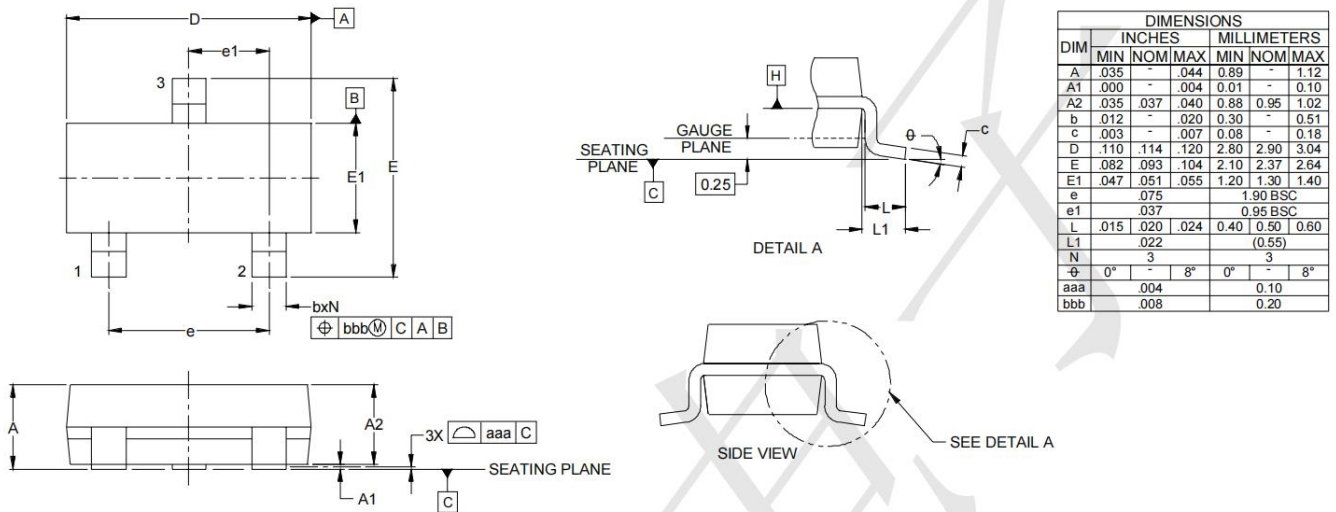 D
A
e1
3
B
E1
E
1
2
bxN
⌖ bbbⓂ C A B
e
H
GAUGE
PLANE
SEATING
PLANE
C
0.25
θ
c
L
L1
DETAIL A
A
A2
3X ⌓ aaa C
SEATING PLANE
A1
C
SIDE VIEW
SEE DETAIL A
DIMENSIONS
DIM INCHES MILLIMETERS
MIN NOM MAX MIN NOM MAX
A .035 - .044 0.89 - 1.12
A1 .000 - .004 0.01 - 0.10
A2 .035 .037 .040 0.88 0.95 1.02
b .012 - .020 0.30 - 0.51
c .003 - .007 0.08 - 0.18
D .110 .114 .120 2.80 2.90 3.04
E .082 .093 .104 2.10 2.37 2.64
E1 .047 .051 .055 1.20 1.30 1.40
e .075 1.90 BSC
e1 .037 0.95 BSC
L .015 .020 .024 0.40 0.50 0.60
L1 .022 (0.55)
N 3 3
θ 0° - 8° 0° - 8°
aaa .004 0.10
bbb .008 0.20